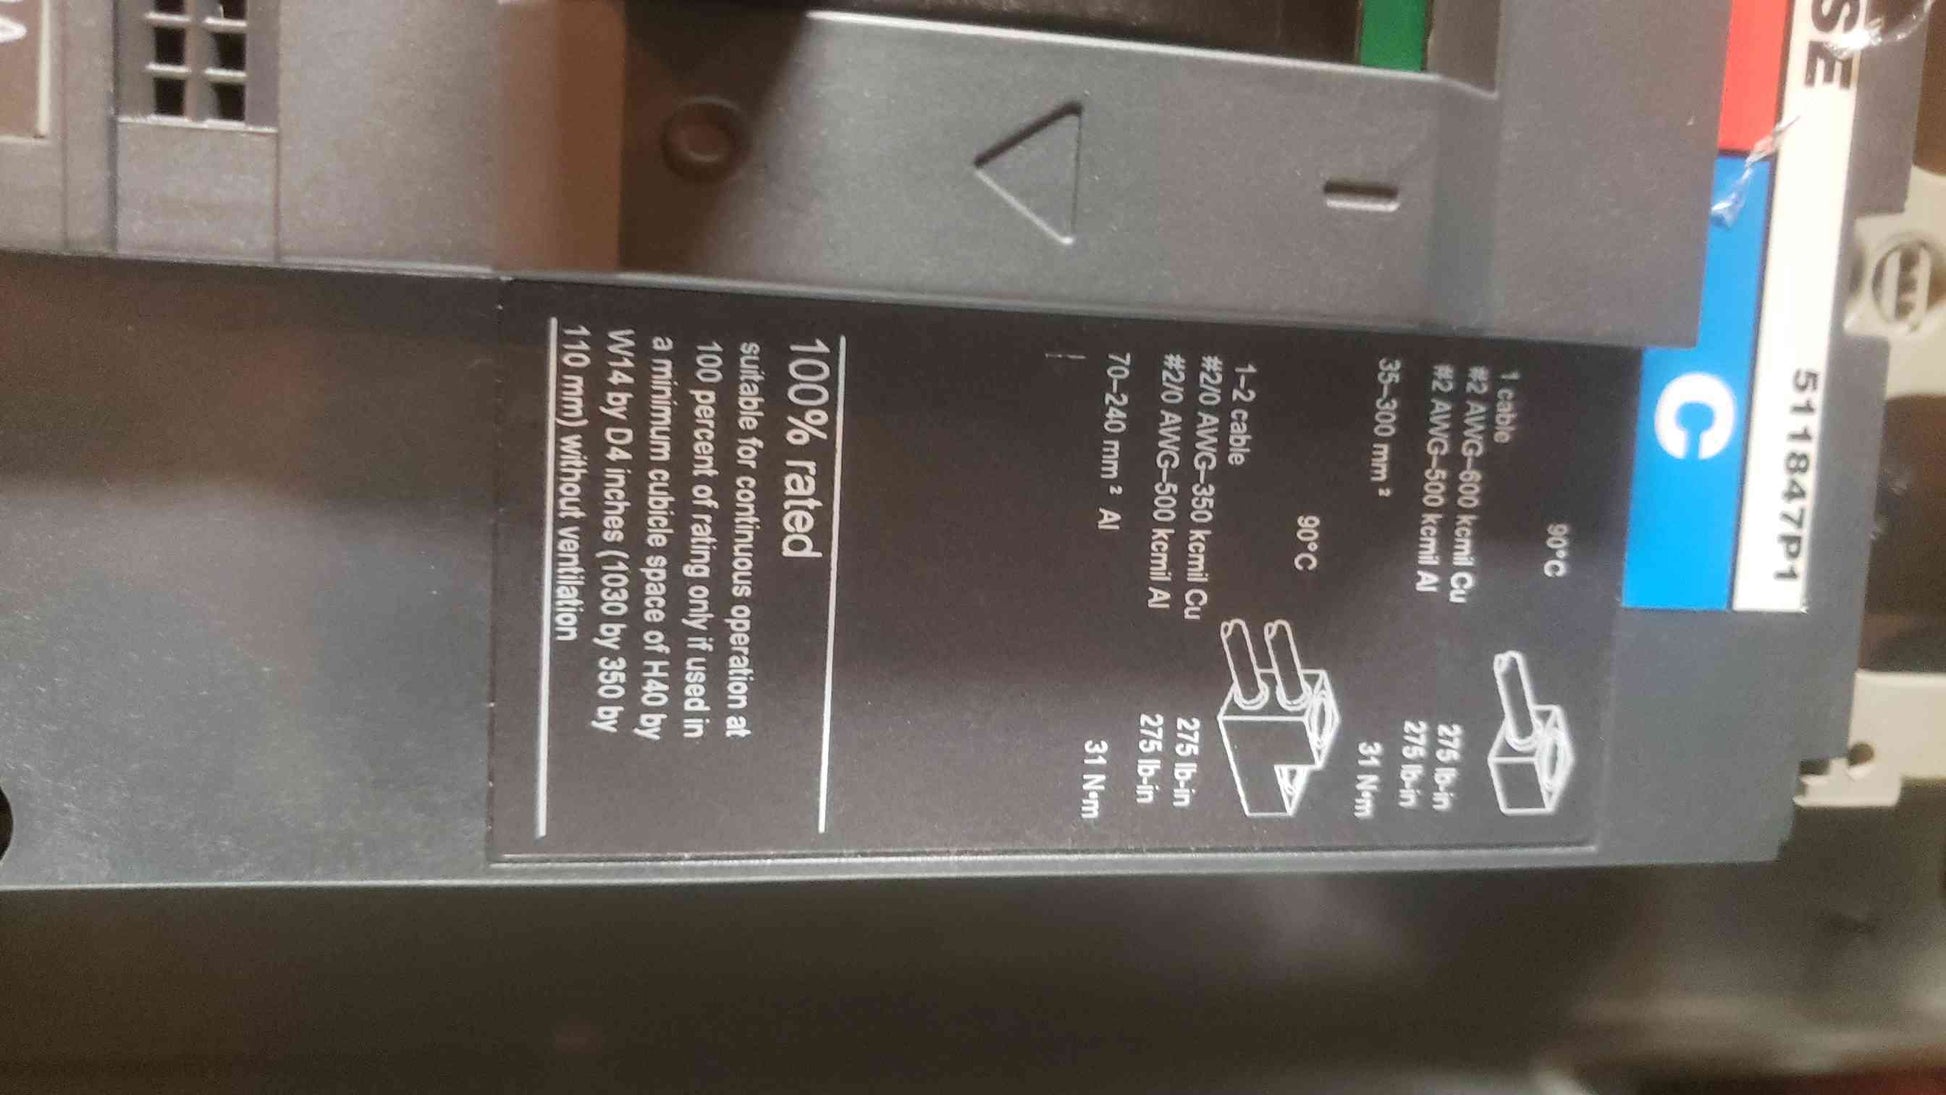 SE
511847P1
C
90°C
1 cable
#2 AWG–600 kcmil Cu 275 lb-in
#2 AWG–500 kcmil Al 275 lb-in
35–300 mm² 31 N•m
90°C
1–2 cable
#2/0 AWG–350 kcmil Cu 275 lb-in
#2/0 AWG–500 kcmil Al 275 lb-in
70–240 mm² Al 31 N•m
100% rated
suitable for continuous operation at
100 percent of rating only if used in
a minimum cubicle space of H40 by
W14 by D4 inches (1030 by 350 by
110 mm) without ventilation